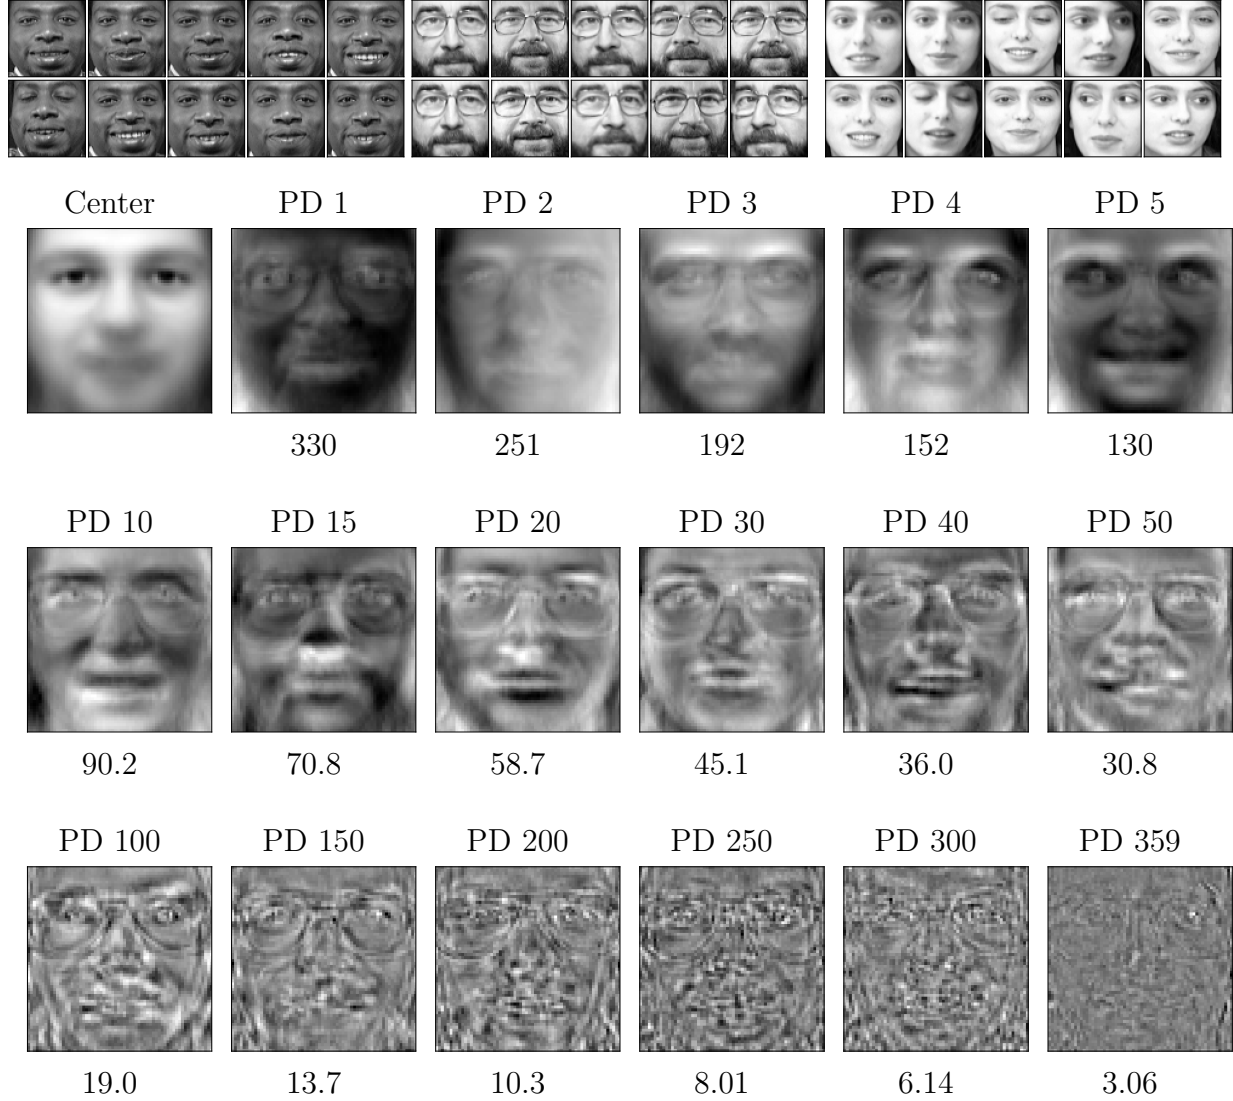 Center PD 1 PD 2 PD 3 PD 4 PD 5
330 251 192 152 130
PD 10 PD 15 PD 20 PD 30 PD 40 PD 50
90.2 70.8 58.7 45.1 36.0 30.8
PD 100 PD 150 PD 200 PD 250 PD 300 PD 359
19.0 13.7 10.3 8.01 6.14 3.06